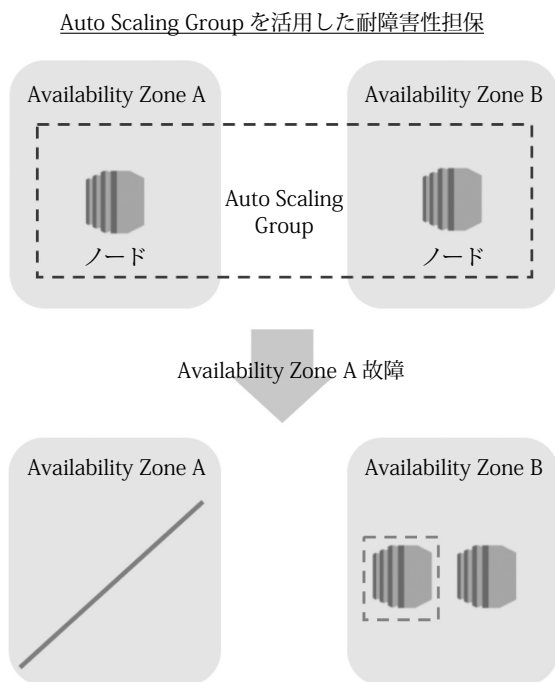 Auto Scaling Group を活用した耐障害性担保
Availability Zone A
Availability Zone B
Auto Scaling
Group
ノード
ノード
Availability Zone A 故障
Availability Zone A
Availability Zone B